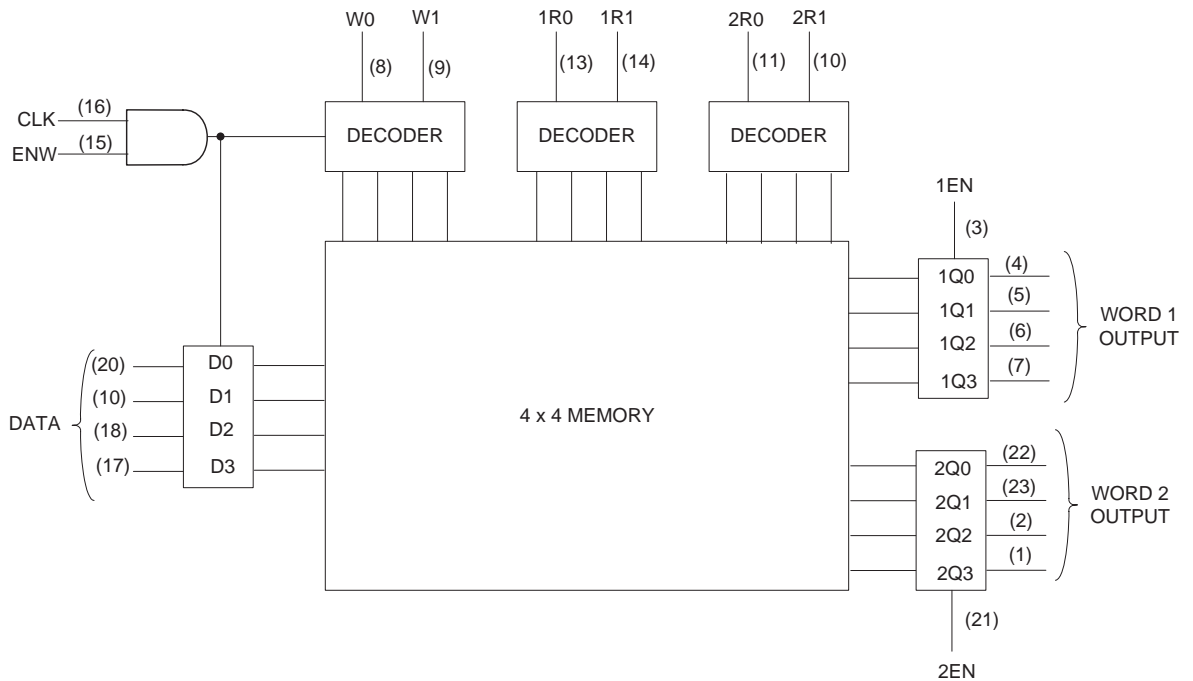 W0 W1 1R0 1R1 2R0 2R1
(8) (9) (13) (14) (11) (10)
CLK (16)
ENW (15)
DECODER DECODER DECODER
1EN
(3)
1Q0 (4)
1Q1 (5)
1Q2 (6)
1Q3 (7)
WORD 1
OUTPUT
DATA
(20) D0
(10) D1
(18) D2
(17) D3
4 x 4 MEMORY
2Q0 (22)
2Q1 (23)
2Q2 (2)
2Q3 (1)
WORD 2
OUTPUT
(21)
2EN